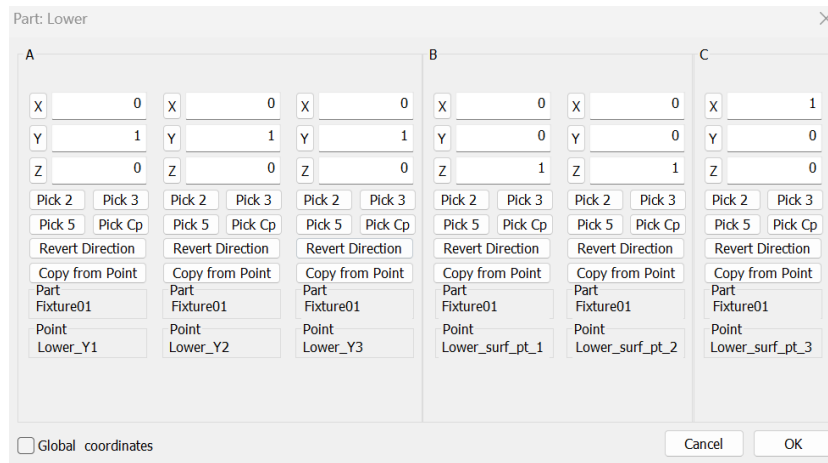 Part: Lower
A B C
X 0 X 0 X 0 X 0 X 0 X 1
Y 1 Y 1 Y 1 Y 0 Y 0 Y 0
Z 0 Z 0 Z 0 Z 1 Z 1 Z 0
Pick 2 Pick 3 Pick 2 Pick 3 Pick 2 Pick 3 Pick 2 Pick 3 Pick 2 Pick 3 Pick 2 Pick 3
Pick 5 Pick Cp Pick 5 Pick Cp Pick 5 Pick Cp Pick 5 Pick Cp Pick 5 Pick Cp Pick 5 Pick Cp
Revert Direction Revert Direction Revert Direction Revert Direction Revert Direction Revert Direction
Copy from Point Copy from Point Copy from Point Copy from Point Copy from Point Copy from Point
Part Part Part Part Part Part
Fixture01 Fixture01 Fixture01 Fixture01 Fixture01 Fixture01
Point Point Point Point Point Point
Lower_Y1 Lower_Y2 Lower_Y3 Lower_surf_pt_1 Lower_surf_pt_2 Lower_surf_pt_3
Global coordinates Cancel OK